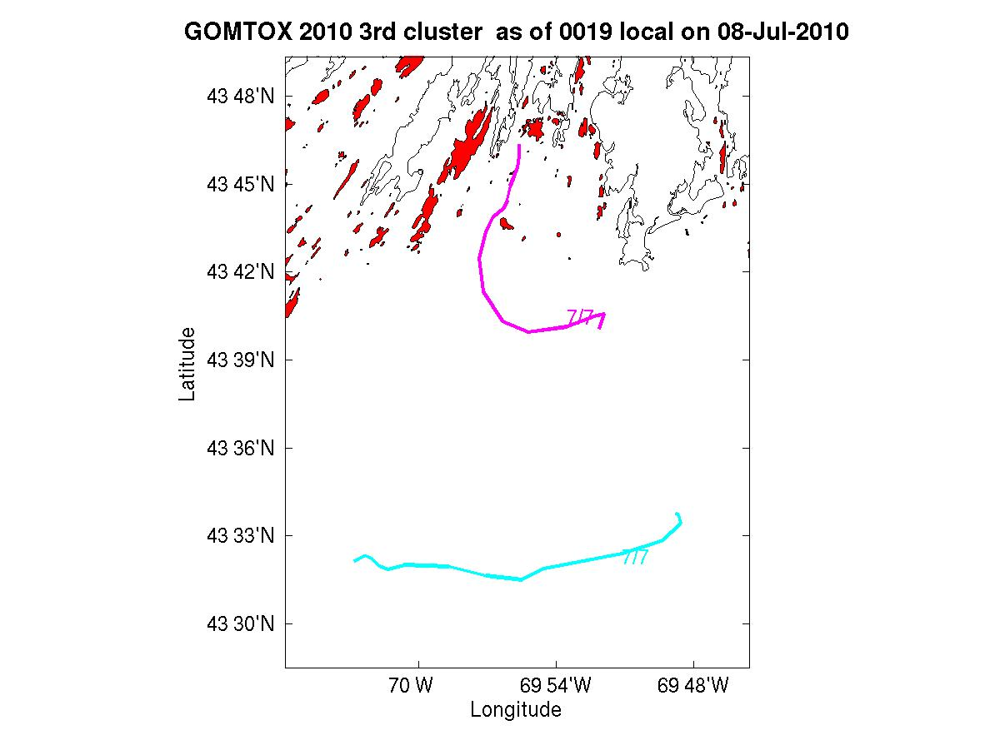 GOMTOX 2010 3rd cluster  as of 0019 local on 08-Jul-2010
43 48'N
43 45'N
43 42'N
7/7
43 39'N
Latitude
43 36'N
43 33'N
7/7
43 30'N
70 W
69 54'W
69 48'W
Longitude